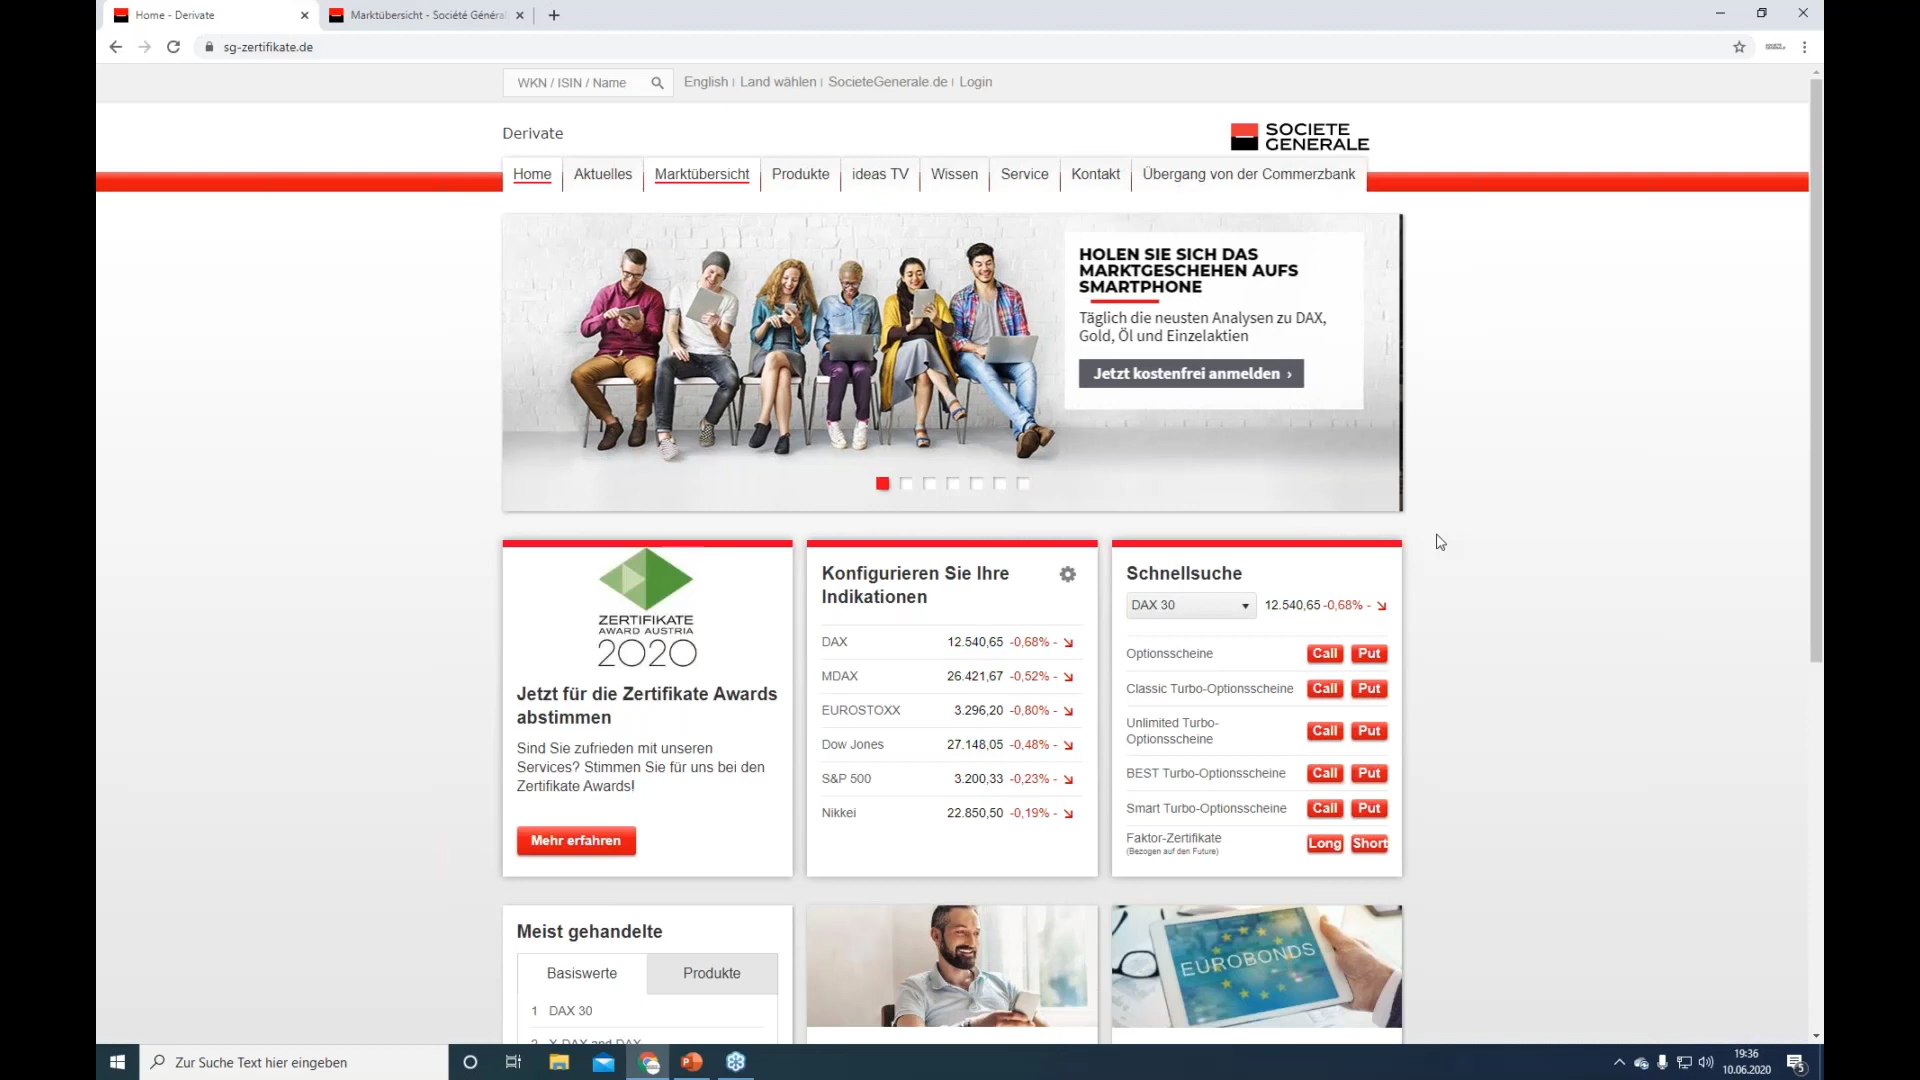 Home - Derivate
Marktübersicht - Société Général
sg-zertifikate.de
WKN / ISIN / Name
English | Land wählen | SocieteGenerale.de | Login
Derivate
SOCIETE
GENERALE
Home
Aktuelles
Marktübersicht
Produkte
ideas TV
Wissen
Service
Kontakt
Übergang von der Commerzbank
HOLEN SIE SICH DAS
MARKTGESCHEHEN AUFS
SMARTPHONE
Täglich die neusten Analysen zu DAX,
Gold, Öl und Einzelaktien
Jetzt kostenfrei anmelden ›
ZERTIFIKATE
AWARD AUSTRIA
2020
Jetzt für die Zertifikate Awards
abstimmen
Sind Sie zufrieden mit unseren
Services? Stimmen Sie für uns bei den
Zertifikate Awards!
Mehr erfahren
Konfigurieren Sie Ihre
Indikationen
DAX 12.540,65 -0,68% -
MDAX 26.421,67 -0,52% -
EUROSTOXX 3.296,20 -0,80% -
Dow Jones 27.148,05 -0,48% -
S&P 500 3.200,33 -0,23% -
Nikkei 22.850,50 -0,19% -
Schnellsuche
DAX 30 12.540,65 -0,68% -
Optionsscheine Call Put
Classic Turbo-Optionsscheine Call Put
Unlimited Turbo-
Optionsscheine Call Put
BEST Turbo-Optionsscheine Call Put
Smart Turbo-Optionsscheine Call Put
Faktor-Zertifikate Long Short
(Bezogen auf den Future)
Meist gehandelte
Basiswerte Produkte
1 DAX 30
2 X-DAX and DAX
EUROBONDS
Zur Suche Text hier eingeben
19:36
10.06.2020
5